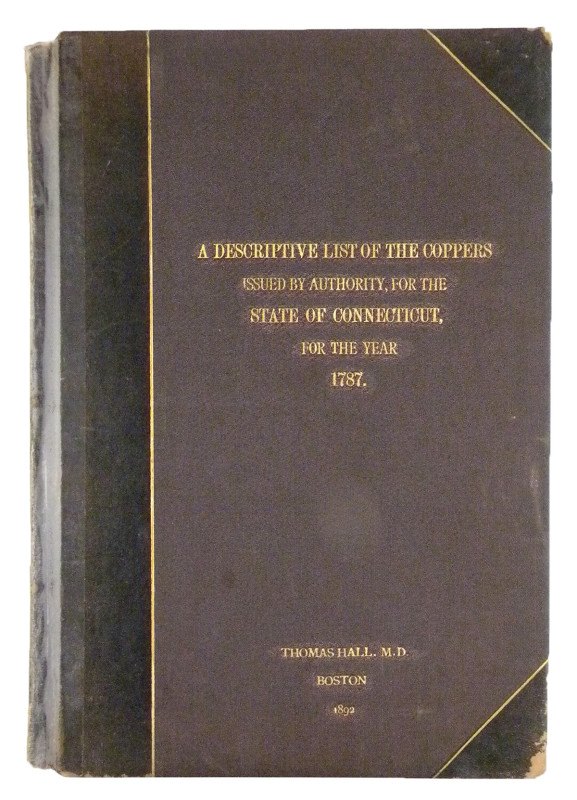 A DESCRIPTIVE LIST OF THE COPPERS
ISSUED BY AUTHORITY, FOR THE
STATE OF CONNECTICUT,
FOR THE YEAR
1787.
THOMAS HALL. M.D.
BOSTON
1892